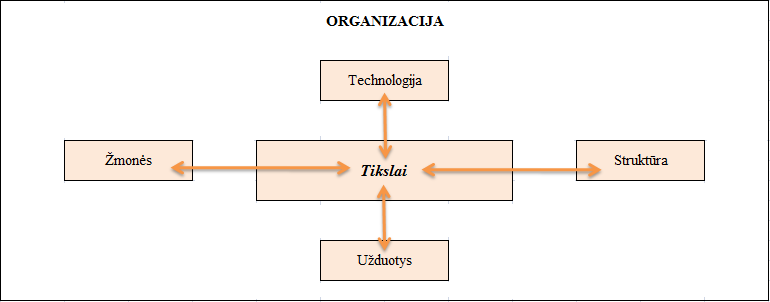 ORGANIZACIJA
Technologija
Žmonės
Tikslai
Struktūra
Užduotys